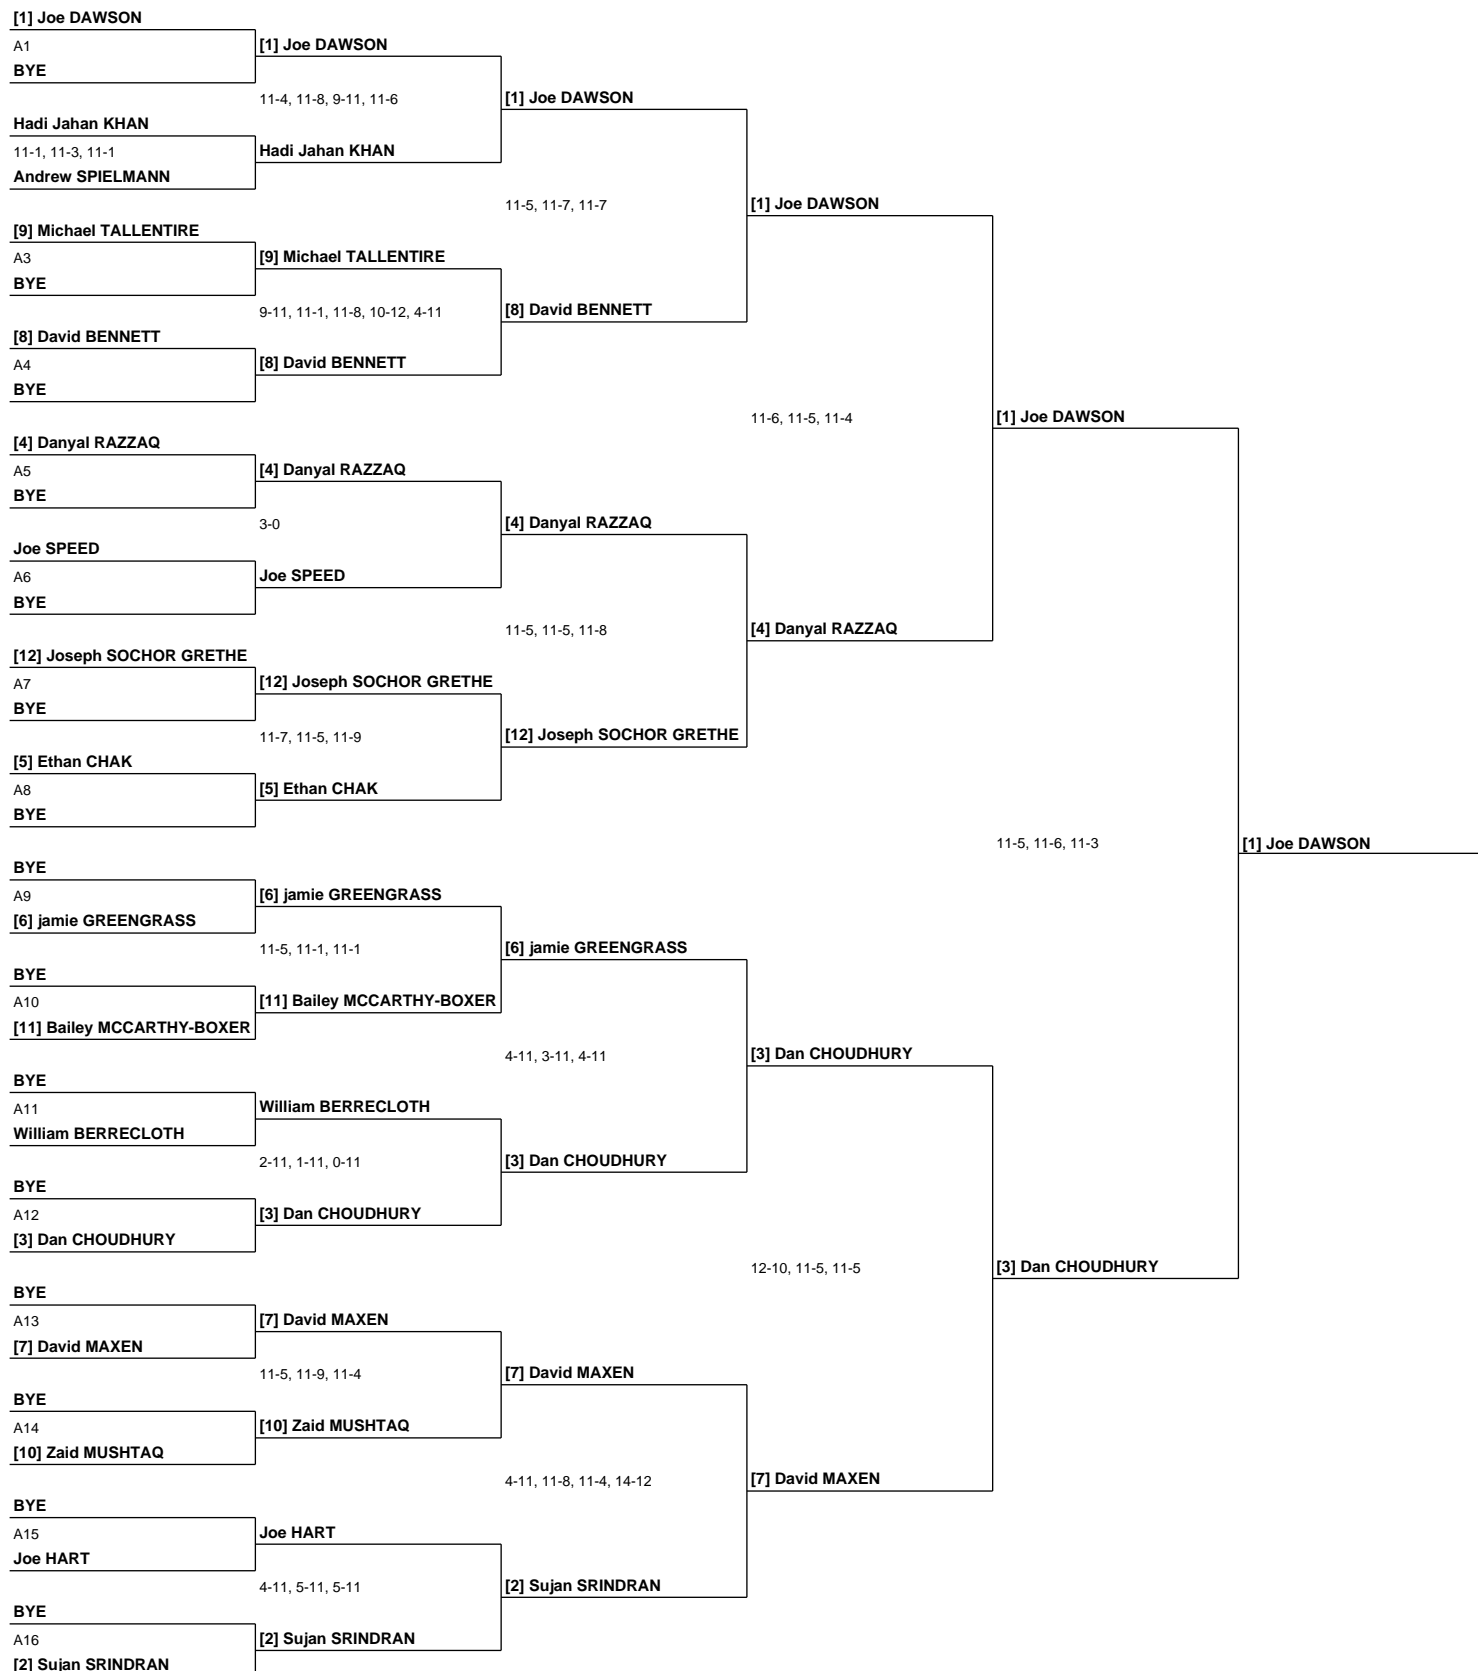 [1] Joe DAWSON
A1
BYE
Hadi Jahan KHAN
11-1, 11-3, 11-1
Andrew SPIELMANN
[9] Michael TALLENTIRE
A3
BYE
[8] David BENNETT
A4
BYE
[4] Danyal RAZZAQ
A5
BYE
Joe SPEED
A6
BYE
[12] Joseph SOCHOR GRETHE
A7
BYE
[5] Ethan CHAK
A8
BYE
BYE
A9
[6] jamie GREENGRASS
BYE
A10
[11] Bailey MCCARTHY-BOXER
BYE
A11
William BERRECLOTH
BYE
A12
[3] Dan CHOUDHURY
BYE
A13
[7] David MAXEN
BYE
A14
[10] Zaid MUSHTAQ
BYE
A15
Joe HART
BYE
A16
[2] Sujan SRINDRAN
[1] Joe DAWSON
11-4, 11-8, 9-11, 11-6
Hadi Jahan KHAN
[9] Michael TALLENTIRE
9-11, 11-1, 11-8, 10-12, 4-11
[8] David BENNETT
[4] Danyal RAZZAQ
3-0
Joe SPEED
[12] Joseph SOCHOR GRETHE
11-7, 11-5, 11-9
[5] Ethan CHAK
[6] jamie GREENGRASS
11-5, 11-1, 11-1
[11] Bailey MCCARTHY-BOXER
William BERRECLOTH
2-11, 1-11, 0-11
[3] Dan CHOUDHURY
[7] David MAXEN
11-5, 11-9, 11-4
[10] Zaid MUSHTAQ
Joe HART
4-11, 5-11, 5-11
[2] Sujan SRINDRAN
[1] Joe DAWSON
11-5, 11-7, 11-7
[8] David BENNETT
[4] Danyal RAZZAQ
11-5, 11-5, 11-8
[12] Joseph SOCHOR GRETHE
[6] jamie GREENGRASS
4-11, 3-11, 4-11
[3] Dan CHOUDHURY
[7] David MAXEN
4-11, 11-8, 11-4, 14-12
[2] Sujan SRINDRAN
[1] Joe DAWSON
11-6, 11-5, 11-4
[4] Danyal RAZZAQ
[3] Dan CHOUDHURY
12-10, 11-5, 11-5
[7] David MAXEN
[1] Joe DAWSON
11-5, 11-6, 11-3
[3] Dan CHOUDHURY
[1] Joe DAWSON